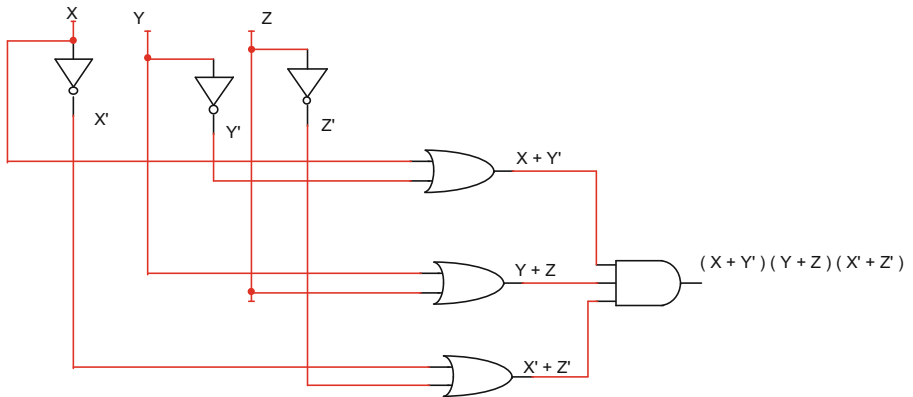 X
Y
Z
X'
Y'
Z'
X + Y'
Y + Z
( X + Y' ) ( Y + Z ) ( X' + Z' )
X' + Z'